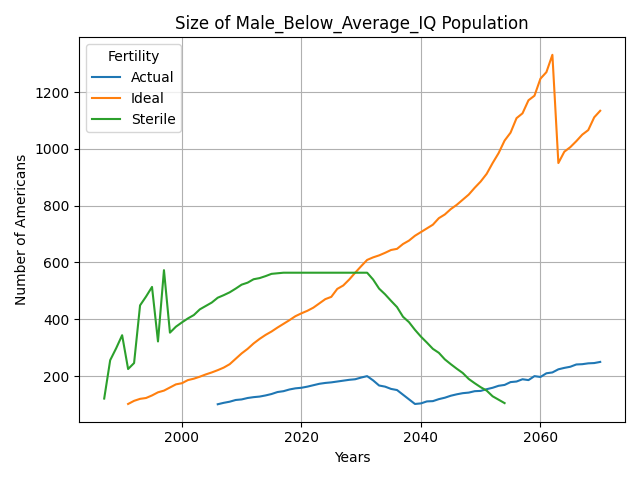 Size of Male_Below_Average_IQ Population
Fertility
Actual
Ideal
Sterile
Number of Americans
1200
1000
800
600
400
200
2000
2020
2040
2060
Years